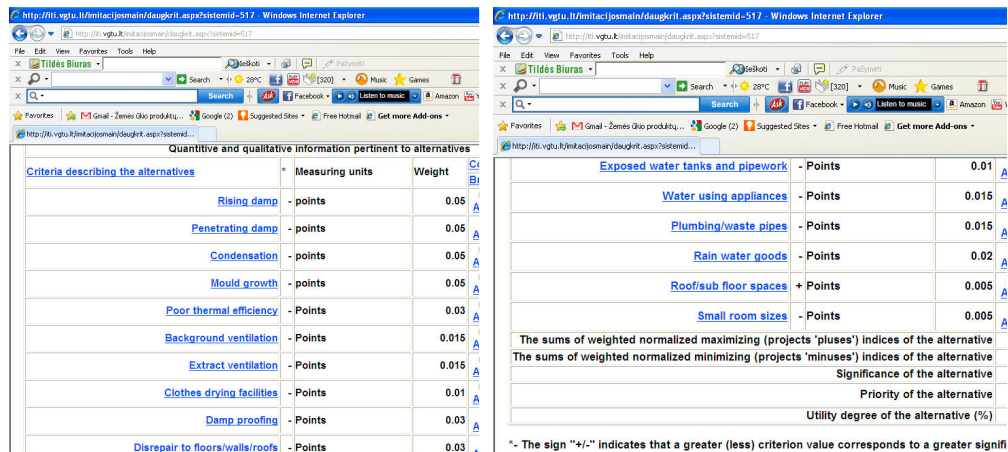 http://iti.vgtu.lt/imitacijosmain/daugkrit.aspx?sistemid=517 - Windows Internet Explorer
http://iti.vgtu.lt/imitacijosmain/daugkrit.aspx?sistemid=517
File Edit View Favorites Tools Help
x Tildės Biuras Ieškoti Pažymėti
x Search 28°C [320] Music Games
x Q Search Ask Facebook Listen to music a Amazon
Favorites Gmail - Žemės ūkio produktų... Google (2) Suggested Sites Free Hotmail Get more Add-ons
http://iti.vgtu.lt/imitacijosmain/daugkrit.aspx?sistemid...
Quantitive and qualitative information pertinent to alternatives
Criteria describing the alternatives * Measuring units Weight
Rising damp - points 0.05
Penetrating damp - points 0.05
Condensation - points 0.05
Mould growth - points 0.05
Poor thermal efficiency - Points 0.03
Background ventilation - Points 0.015
Extract ventilation - Points 0.015
Clothes drying facilities - Points 0.01
Damp proofing - Points 0.03
Disrepair to floors/walls/roofs - Points 0.03
http://iti.vgtu.lt/imitacijosmain/daugkrit.aspx?sistemid=517 - Windows Internet Explorer
http://iti.vgtu.lt/imitacijosmain/daugkrit.aspx?sistemid=517
File Edit View Favorites Tools Help
x Tildės Biuras Ieškoti Pažymėti
x Search 28°C [320] Music Games
x Q Search Ask Facebook Listen to music a Amazon
Favorites Gmail - Žemės ūkio produktų... Google (2) Suggested Sites Free Hotmail Get more Add-ons
http://iti.vgtu.lt/imitacijosmain/daugkrit.aspx?sistemid...
Exposed water tanks and pipework - Points 0.01
Water using appliances - Points 0.015
Plumbing/waste pipes - Points 0.015
Rain water goods - Points 0.02
Roof/sub floor spaces + Points 0.005
Small room sizes - Points 0.005
The sums of weighted normalized maximizing (projects 'pluses') indices of the alternative
The sums of weighted normalized minimizing (projects 'minuses') indices of the alternative
Significance of the alternative
Priority of the alternative
Utility degree of the alternative (%)
*- The sign "+/-" indicates that a greater (less) criterion value corresponds to a greater signifi